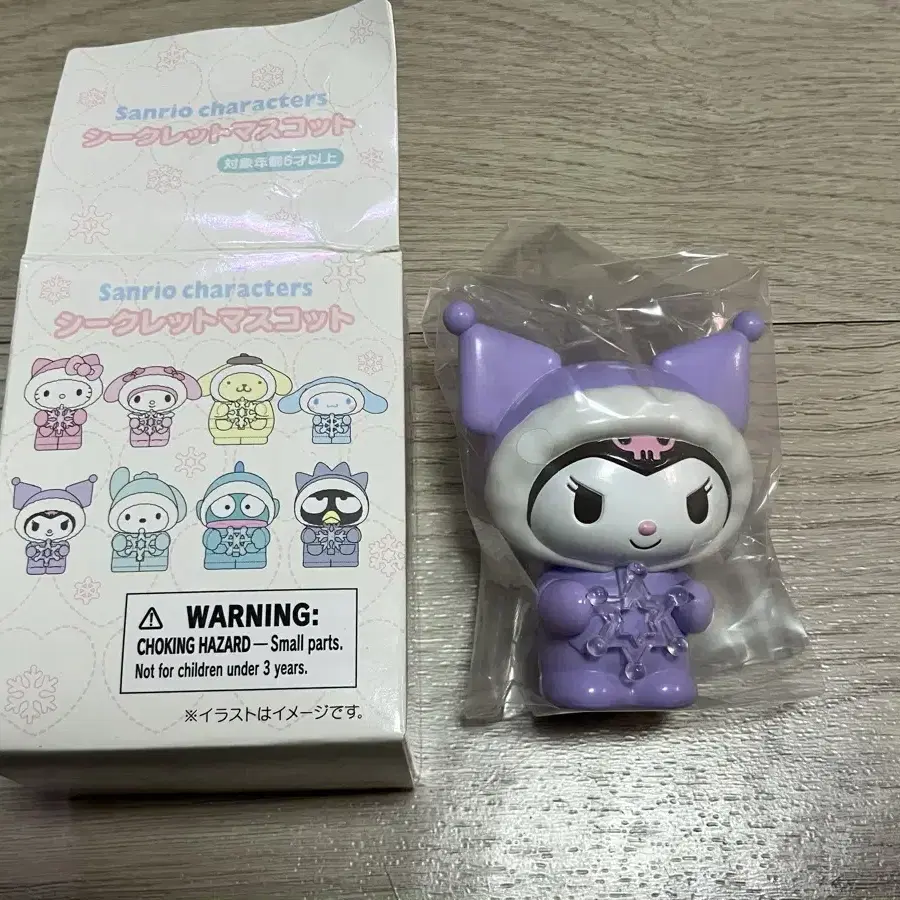 Sanrio characters
シークレットマスコット
対象年齢6才以上
Sanrio characters
シークレットマスコット
WARNING:
CHOKING HAZARD — Small parts.
Not for children under 3 years.
※イラストはイメージです。